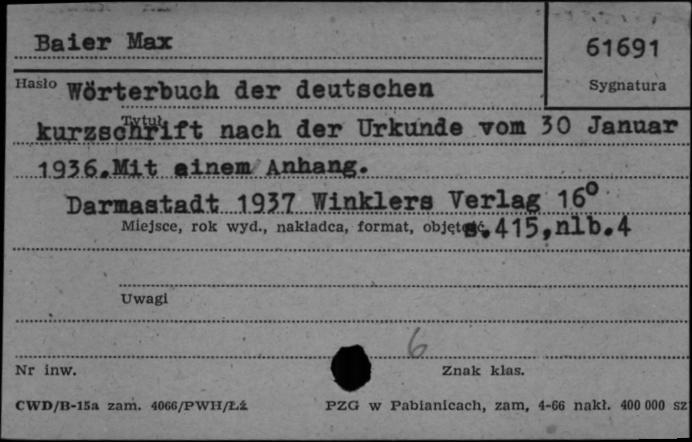 Baier Max
61691
Hasło Wörterbuch der deutschen
Sygnatura
Tytuł
kurzschrift nach der Urkunde vom 30 Januar
1936.Mit einem Anhang.
Darmastadt 1937 Winklers Verlag 16⁰
Miejsce, rok wyd., nakładca, format, objętość
s.415,nlb.4
Uwagi
6
Nr inw.
Znak klas.
CWD/B-15a zam. 4066/PWH/Łż
PZG w Pabianicach, zam, 4-66 nakł. 400 000 sz